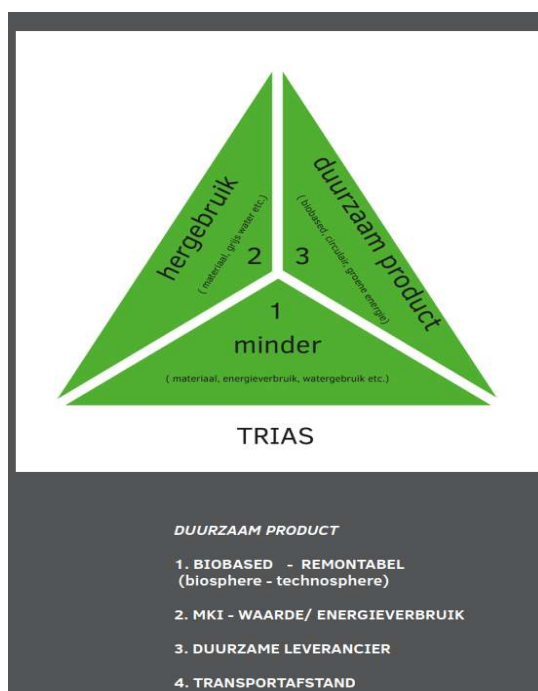 hergebruik
( materiaal, grijs water etc.)
2
duurzaam product
( biobased, circulair, groene energie)
3
1
minder
( materiaal, energieverbruik, watergebruik etc.)
TRIAS
DUURZAAM PRODUCT
1. BIOBASED - REMONTABEL
(biosphere - technosphere)
2. MKI - WAARDE/ ENERGIEVERBRUIK
3. DUURZAME LEVERANCIER
4. TRANSPORTAFSTAND